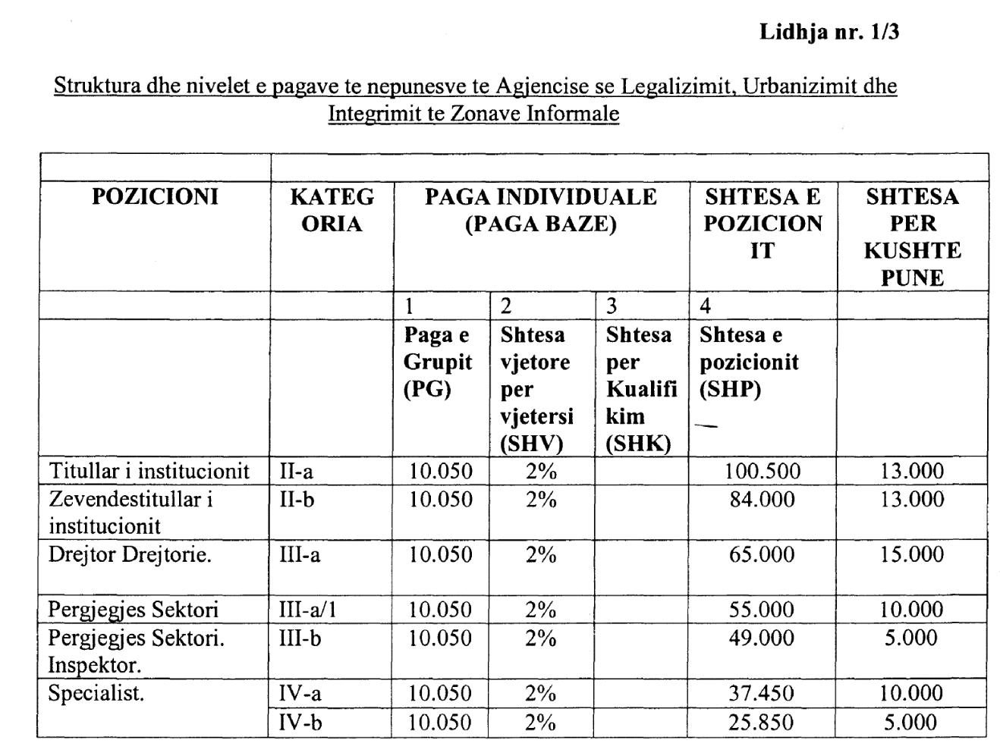 Lidhja nr. 1/3
Struktura dhe nivelet e pagave te nepunesve te Agjencise se Legalizimit, Urbanizimit dhe
Integrimit te Zonave Informale
POZICIONI KATEG PAGA INDIVIDUALE SHTESA E SHTESA
ORIA (PAGA BAZE) POZICION PER
IT KUSHTE
PUNE
1 2 3 4
Paga e Shtesa Shtesa Shtesa e
Grupit vjetore per pozicionit
(PG) per Kualifi (SHP)
vjetersi kim
(SHV) (SHK)
Titullar i institucionit II-a 10.050 2% 100.500 13.000
Zevendestitullar i II-b 10.050 2% 84.000 13.000
institucionit
Drejtor Drejtorie. III-a 10.050 2% 65.000 15.000
Pergjegjes Sektori III-a/1 10.050 2% 55.000 10.000
Pergjegjes Sektori. III-b 10.050 2% 49.000 5.000
Inspektor.
Specialist. IV-a 10.050 2% 37.450 10.000
IV-b 10.050 2% 25.850 5.000